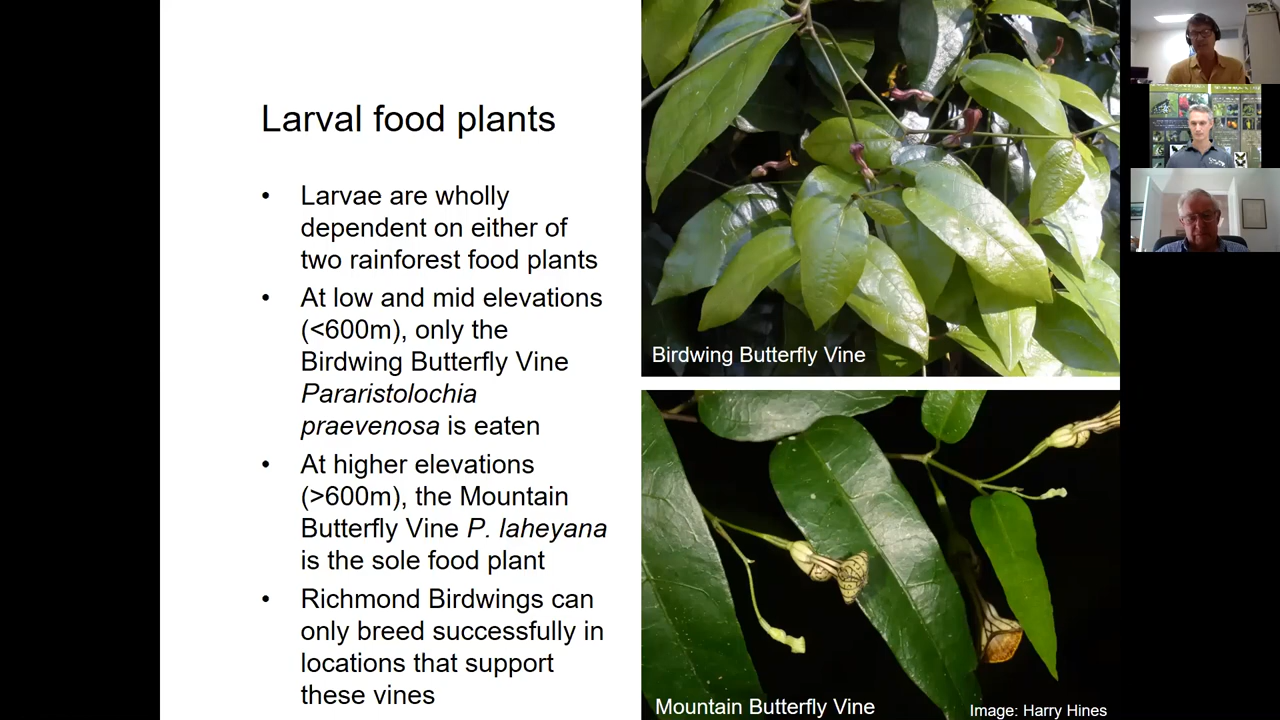 Larval food plants
• Larvae are wholly
dependent on either of
two rainforest food plants
• At low and mid elevations
(<600m), only the
Birdwing Butterfly Vine
Pararistolochia
praevenosa is eaten
• At higher elevations
(>600m), the Mountain
Butterfly Vine P. laheyana
is the sole food plant
• Richmond Birdwings can
only breed successfully in
locations that support
these vines
Birdwing Butterfly Vine
Mountain Butterfly Vine
Image: Harry Hines